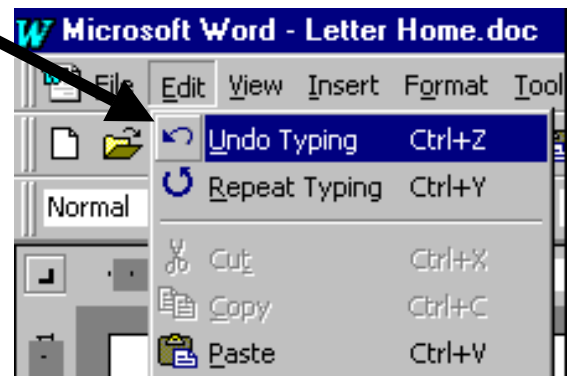 Microsoft Word - Letter Home.doc
File Edit View Insert Format Tool
Undo Typing Ctrl+Z
Repeat Typing Ctrl+Y
Normal
Cut Ctrl+X
Copy Ctrl+C
Paste Ctrl+V